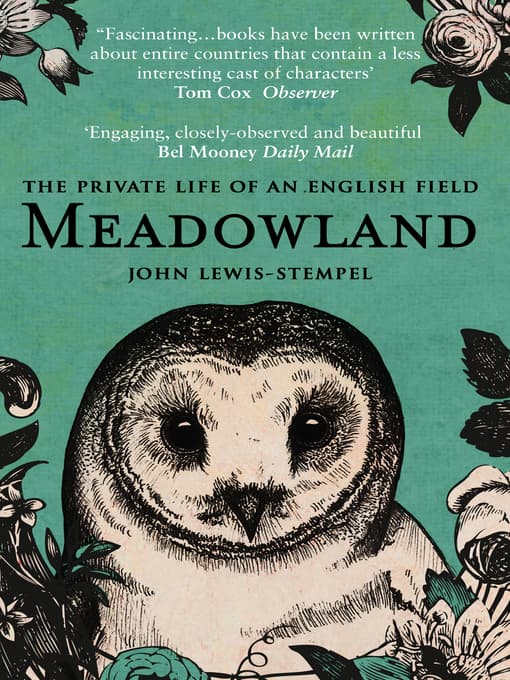 “Fascinating…books have been written
about entire countries that contain a less
interesting cast of characters’
Tom Cox Observer
‘Engaging, closely-observed and beautiful
Bel Mooney Daily Mail
THE PRIVATE LIFE OF AN ENGLISH FIELD
MEADOWLAND
JOHN LEWIS-STEMPEL